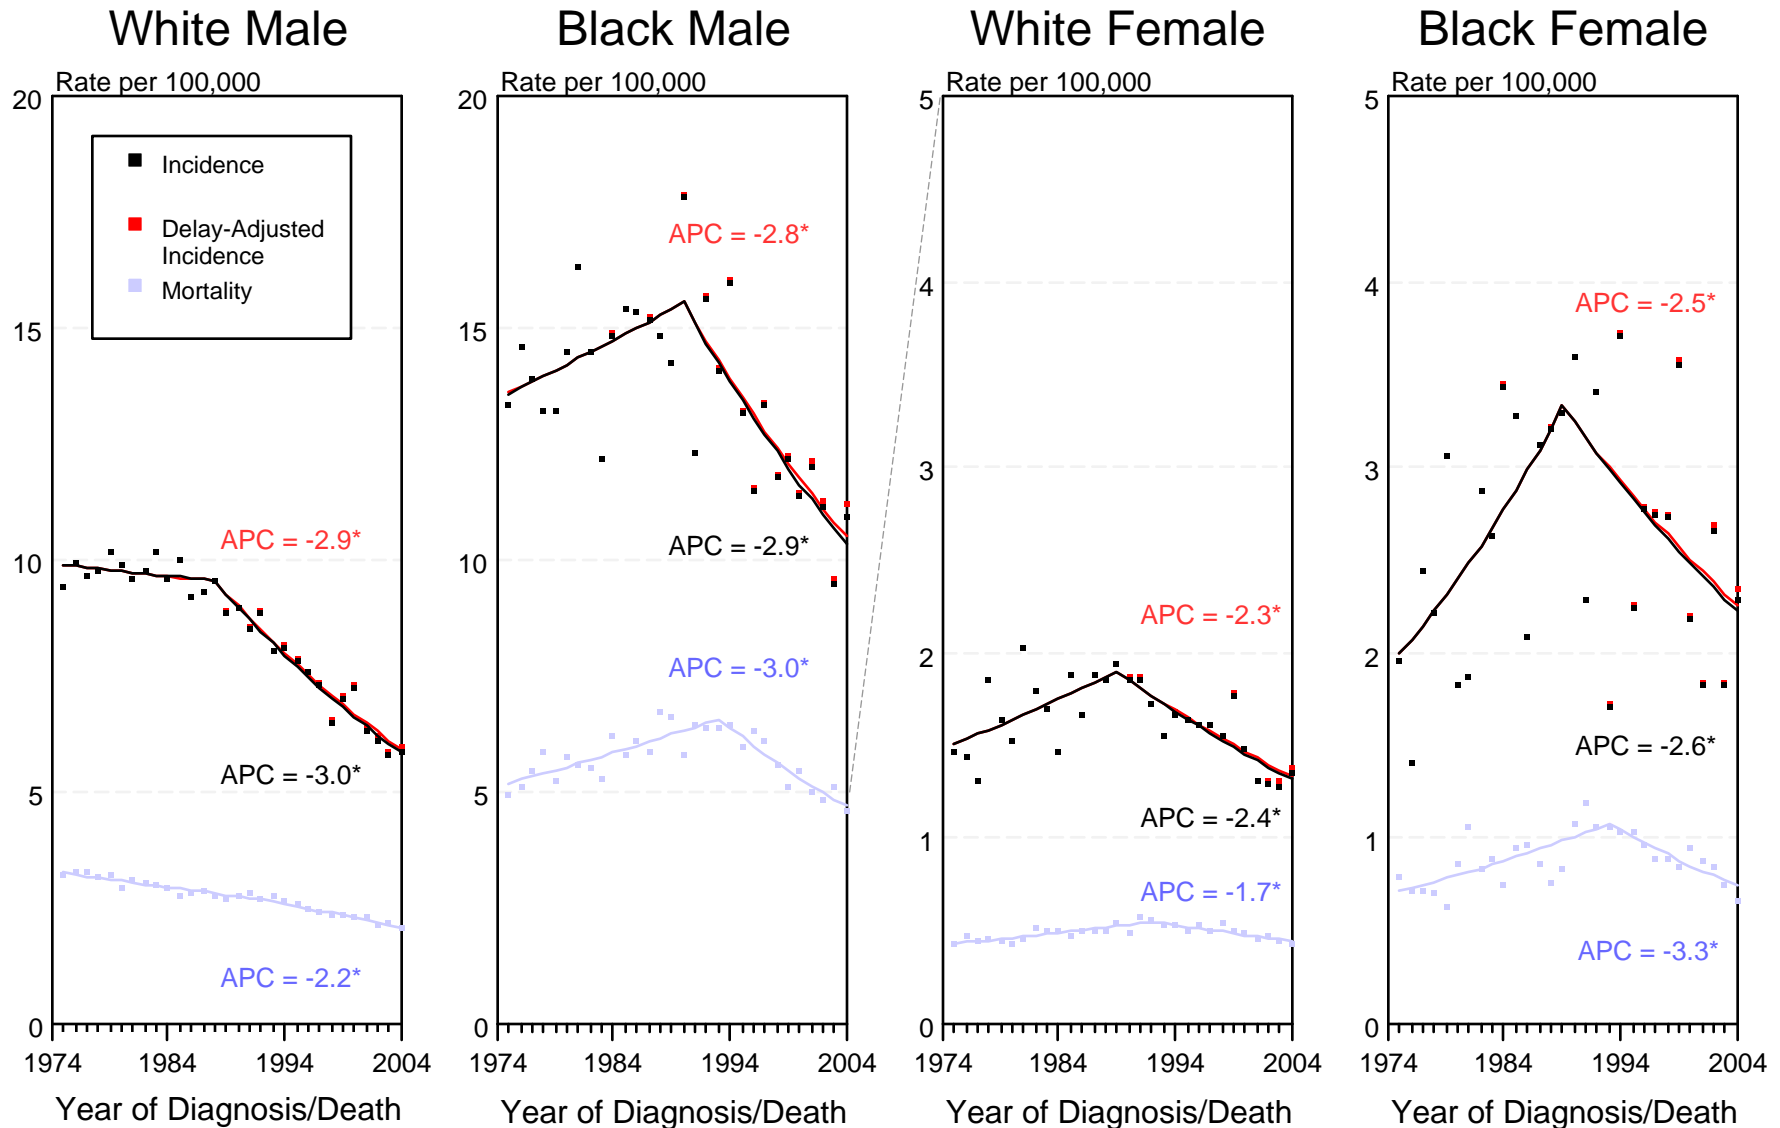 White Male
Black Male
White Female
Black Female
Rate per 100,000
Rate per 100,000
Rate per 100,000
Rate per 100,000
20
15
10
5
0
Incidence
Delay-Adjusted
Incidence
Mortality
APC = -2.9*
APC = -3.0*
APC = -2.2*
1974
1984
1994
2004
Year of Diagnosis/Death
20
15
10
5
0
APC = -2.8*
APC = -2.9*
APC = -3.0*
1974
1984
1994
2004
Year of Diagnosis/Death
5
4
3
2
1
0
APC = -2.3*
APC = -2.4*
APC = -1.7*
1974
1984
1994
2004
Year of Diagnosis/Death
5
4
3
2
1
0
APC = -2.5*
APC = -2.6*
APC = -3.3*
1974
1984
1994
2004
Year of Diagnosis/Death